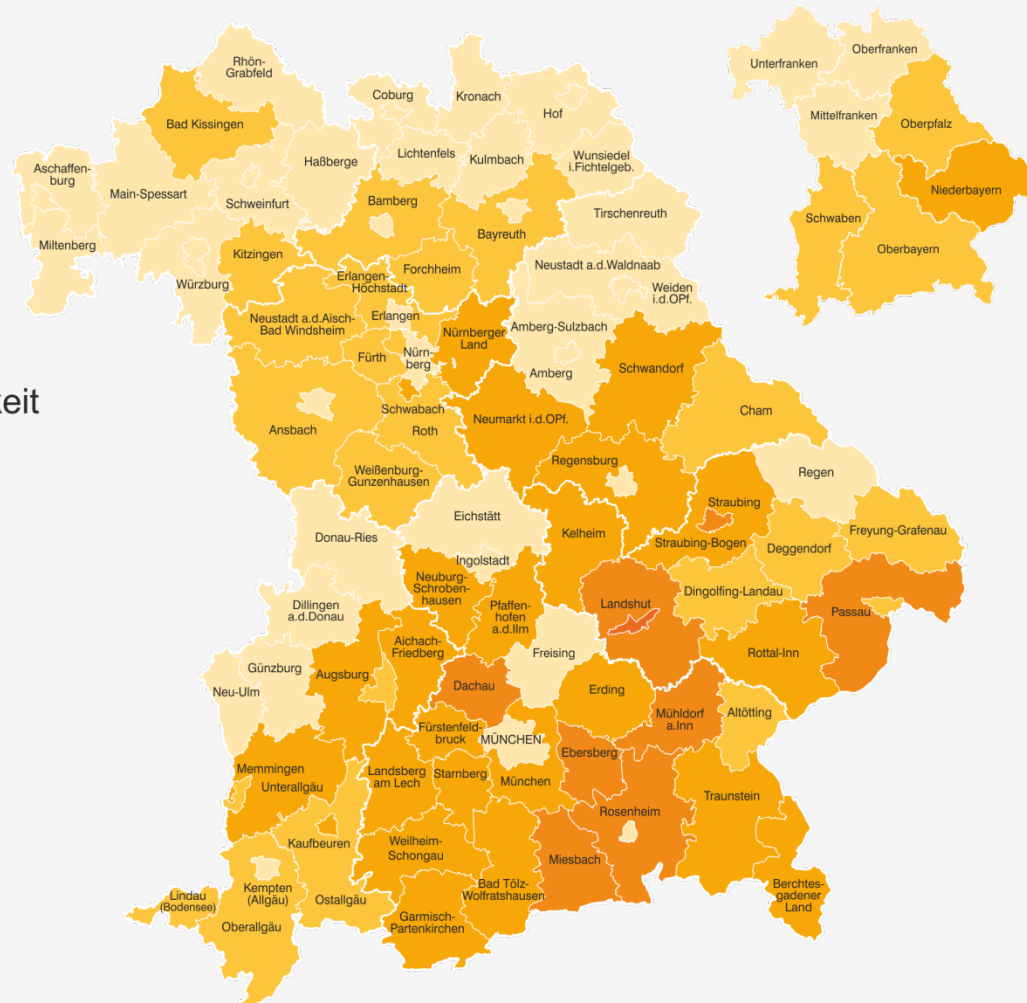 Rhön-
Grabfeld
Coburg
Kronach
Hof
Bad Kissingen
Lichtenfels
Kulmbach
Wunsiedel
i.Fichtelgeb.
Haßberge
Aschaffen-
burg
Main-Spessart
Schweinfurt
Bamberg
Bayreuth
Tirschenreuth
Miltenberg
Würzburg
Kitzingen
Forchheim
Erlangen-
Höchstadt
Neustadt a.d.Waldnaab
Weiden
i.d.OPf.
Neustadt a.d.Aisch-
Bad Windsheim
Erlangen
Nürnberger
Land
Amberg-Sulzbach
Fürth
Nürn-
berg
Amberg
Schwandorf
keit
Ansbach
Schwabach
Roth
Neumarkt i.d.OPf.
Cham
Weißenburg-
Gunzenhausen
Regensburg
Regen
Eichstätt
Straubing
Donau-Ries
Kelheim
Straubing-Bogen
Freyung-Grafenau
Deggendorf
Ingolstadt
Neuburg-
Schroben-
hausen
Dingolfing-Landau
Dillingen
a.d.Donau
Pfaffen-
hofen
a.d.Ilm
Landshut
Passau
Aichach-
Friedberg
Freising
Rottal-Inn
Günzburg
Augsburg
Neu-Ulm
Dachau
Erding
Mühldorf
a.Inn
Altötting
Fürstenfeld-
bruck
MÜNCHEN
Ebersberg
Memmingen
Unterallgäu
Landsberg
am Lech
Starnberg
München
Traunstein
Rosenheim
Kaufbeuren
Weilheim-
Schongau
Miesbach
Lindau
(Bodensee)
Kempten
(Allgäu)
Ostallgäu
Bad Tölz-
Wolfratshausen
Berchtes-
gadener
Land
Oberallgäu
Garmisch-
Partenkirchen
Unterfranken
Oberfranken
Mittelfranken
Oberpfalz
Niederbayern
Schwaben
Oberbayern